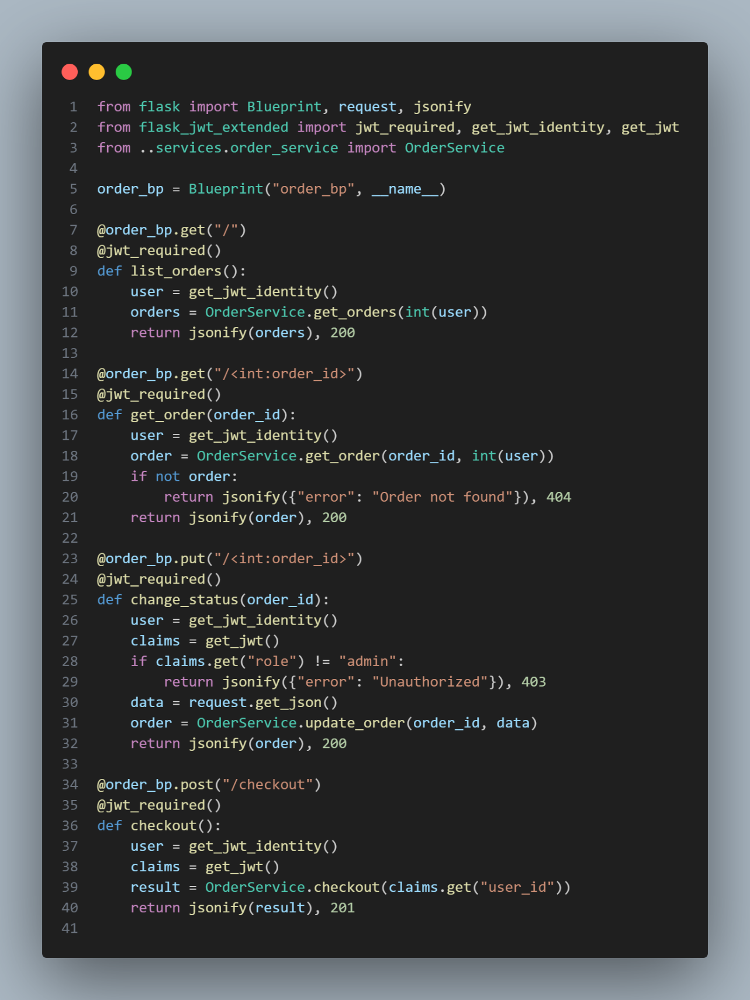 1 from flask import Blueprint, request, jsonify
2 from flask_jwt_extended import jwt_required, get_jwt_identity, get_jwt
3 from ..services.order_service import OrderService
4
5 order_bp = Blueprint("order_bp", __name__)
6
7 @order_bp.get("/")
8 @jwt_required()
9 def list_orders():
10     user = get_jwt_identity()
11     orders = OrderService.get_orders(int(user))
12     return jsonify(orders), 200
13
14 @order_bp.get("/<int:order_id>")
15 @jwt_required()
16 def get_order(order_id):
17     user = get_jwt_identity()
18     order = OrderService.get_order(order_id, int(user))
19     if not order:
20         return jsonify({"error": "Order not found"}), 404
21     return jsonify(order), 200
22
23 @order_bp.put("/<int:order_id>")
24 @jwt_required()
25 def change_status(order_id):
26     user = get_jwt_identity()
27     claims = get_jwt()
28     if claims.get("role") != "admin":
29         return jsonify({"error": "Unauthorized"}), 403
30     data = request.get_json()
31     order = OrderService.update_order(order_id, data)
32     return jsonify(order), 200
33
34 @order_bp.post("/checkout")
35 @jwt_required()
36 def checkout():
37     user = get_jwt_identity()
38     claims = get_jwt()
39     result = OrderService.checkout(claims.get("user_id"))
40     return jsonify(result), 201
41